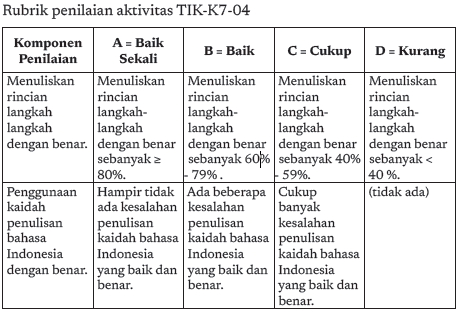 Rubrik penilaian aktivitas TIK-K7-04
Komponen
Penilaian
A = Baik
Sekali
B = Baik
C = Cukup
D = Kurang
Menuliskan
rincian
langkah
langkah
dengan benar.
Menuliskan
rincian
langkah-
langkah
dengan benar
sebanyak ≥
80%.
Menuliskan
rincian
langkah-
langkah
dengan benar
sebanyak 60%
- 79% .
Menuliskan
rincian
langkah-
langkah
dengan benar
sebanyak 40%
- 59%.
Menuliskan
rincian
langkah-
langkah
dengan benar
sebanyak <
40 %.
Penggunaan
kaidah
penulisan
bahasa
Indonesia
dengan benar.
Hampir tidak
ada kesalahan
penulisan
kaidah bahasa
Indonesia
yang baik dan
benar.
Ada beberapa
kesalahan
penulisan
kaidah bahasa
Indonesia
yang baik dan
benar.
Cukup
banyak
kesalahan
penulisan
kaidah bahasa
Indonesia
yang baik dan
benar.
(tidak ada)